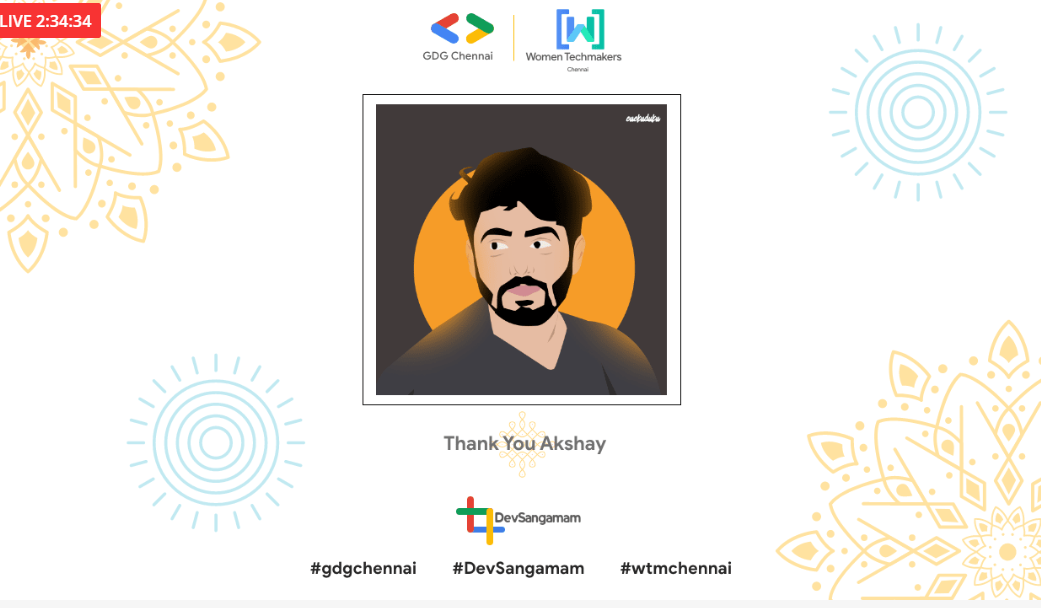 LIVE 2:34:34
GDG Chennai
Women Techmakers
Chennai
Thank You Akshay
DevSangamam
#gdgchennai #DevSangamam #wtmchennai